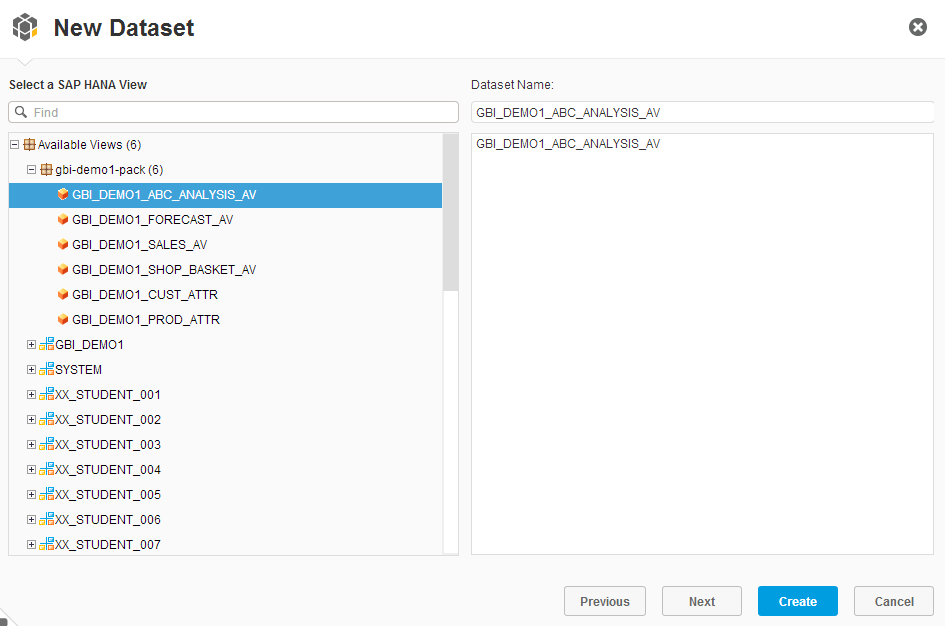 New Dataset
Select a SAP HANA View
Find
Available Views (6)
gbi-demo1-pack (6)
GBI_DEMO1_ABC_ANALYSIS_AV
GBI_DEMO1_FORECAST_AV
GBI_DEMO1_SALES_AV
GBI_DEMO1_SHOP_BASKET_AV
GBI_DEMO1_CUST_ATTR
GBI_DEMO1_PROD_ATTR
GBI_DEMO1
SYSTEM
XX_STUDENT_001
XX_STUDENT_002
XX_STUDENT_003
XX_STUDENT_004
XX_STUDENT_005
XX_STUDENT_006
XX_STUDENT_007
Dataset Name:
GBI_DEMO1_ABC_ANALYSIS_AV
GBI_DEMO1_ABC_ANALYSIS_AV
Previous Next Create Cancel